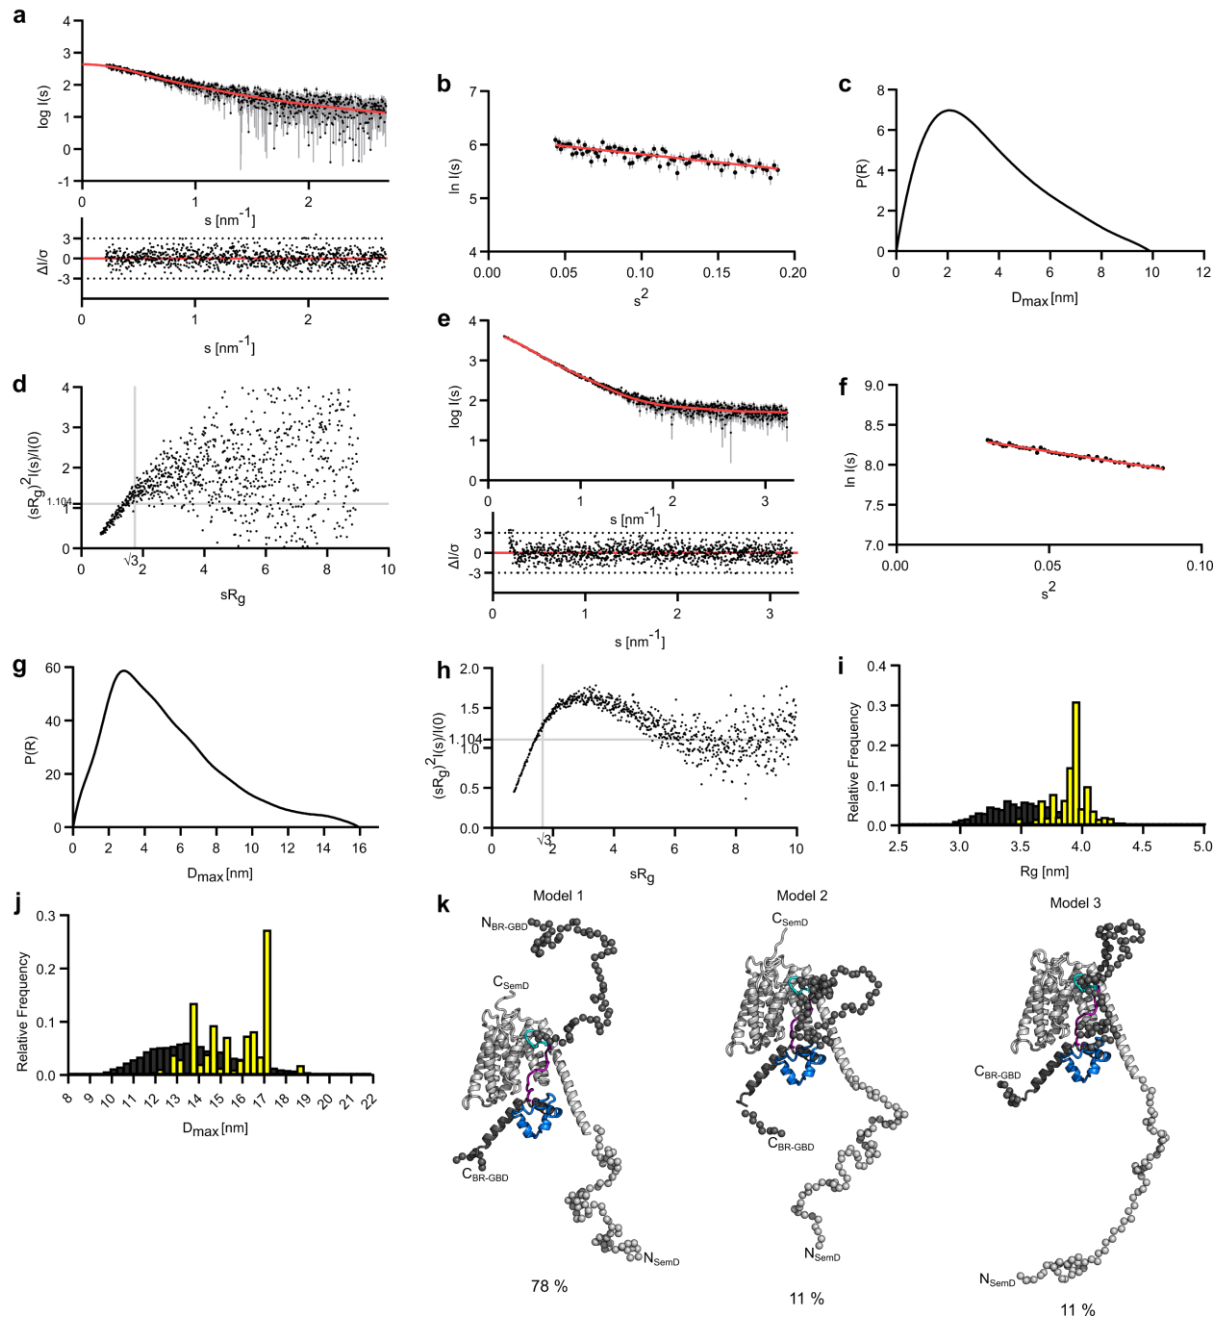 a
4
3
2
1
0
-1
log I(s)
0
1
2
s [nm-1]
3
0
-3
ΔI/σ
0
1
2
s [nm-1]
b
7
6
5
4
ln I(s)
0.00
0.05
0.10
0.15
0.20
s2
c
8
6
4
2
0
P(R)
0
2
4
6
8
10
12
Dmax [nm]
d
4
3
2
1.104
1
0
(sRg)2I(s)/I(0)
0
√3
2
4
6
8
10
sRg
e
4
3
2
1
0
log I(s)
0
1
2
3
s [nm-1]
3
0
-3
ΔI/σ
0
1
2
3
s [nm-1]
f
9.0
8.5
8.0
7.5
7.0
ln I(s)
0.00
0.05
0.10
s2
g
60
40
20
0
P(R)
0
2
4
6
8
10
12
14
16
Dmax [nm]
h
2.0
1.5
1.104
1.0
0.5
0.0
(sRg)2I(s)/I(0)
0
√3
2
4
6
8
10
sRg
i
0.4
0.3
0.2
0.1
0.0
Relative Frequency
2.5
3.0
3.5
4.0
4.5
5.0
Rg [nm]
j
0.3
0.2
0.1
0.0
Relative Frequency
8
9
10
11
12
13
14
15
16
17
18
19
20
21
22
Dmax [nm]
k
Model 1
NBR-GBD
CSemD
CBR-GBD
NSemD
78 %
Model 2
CSemD
CBR-GBD
NSemD
11 %
Model 3
CBR-GBD
NSemD
11 %